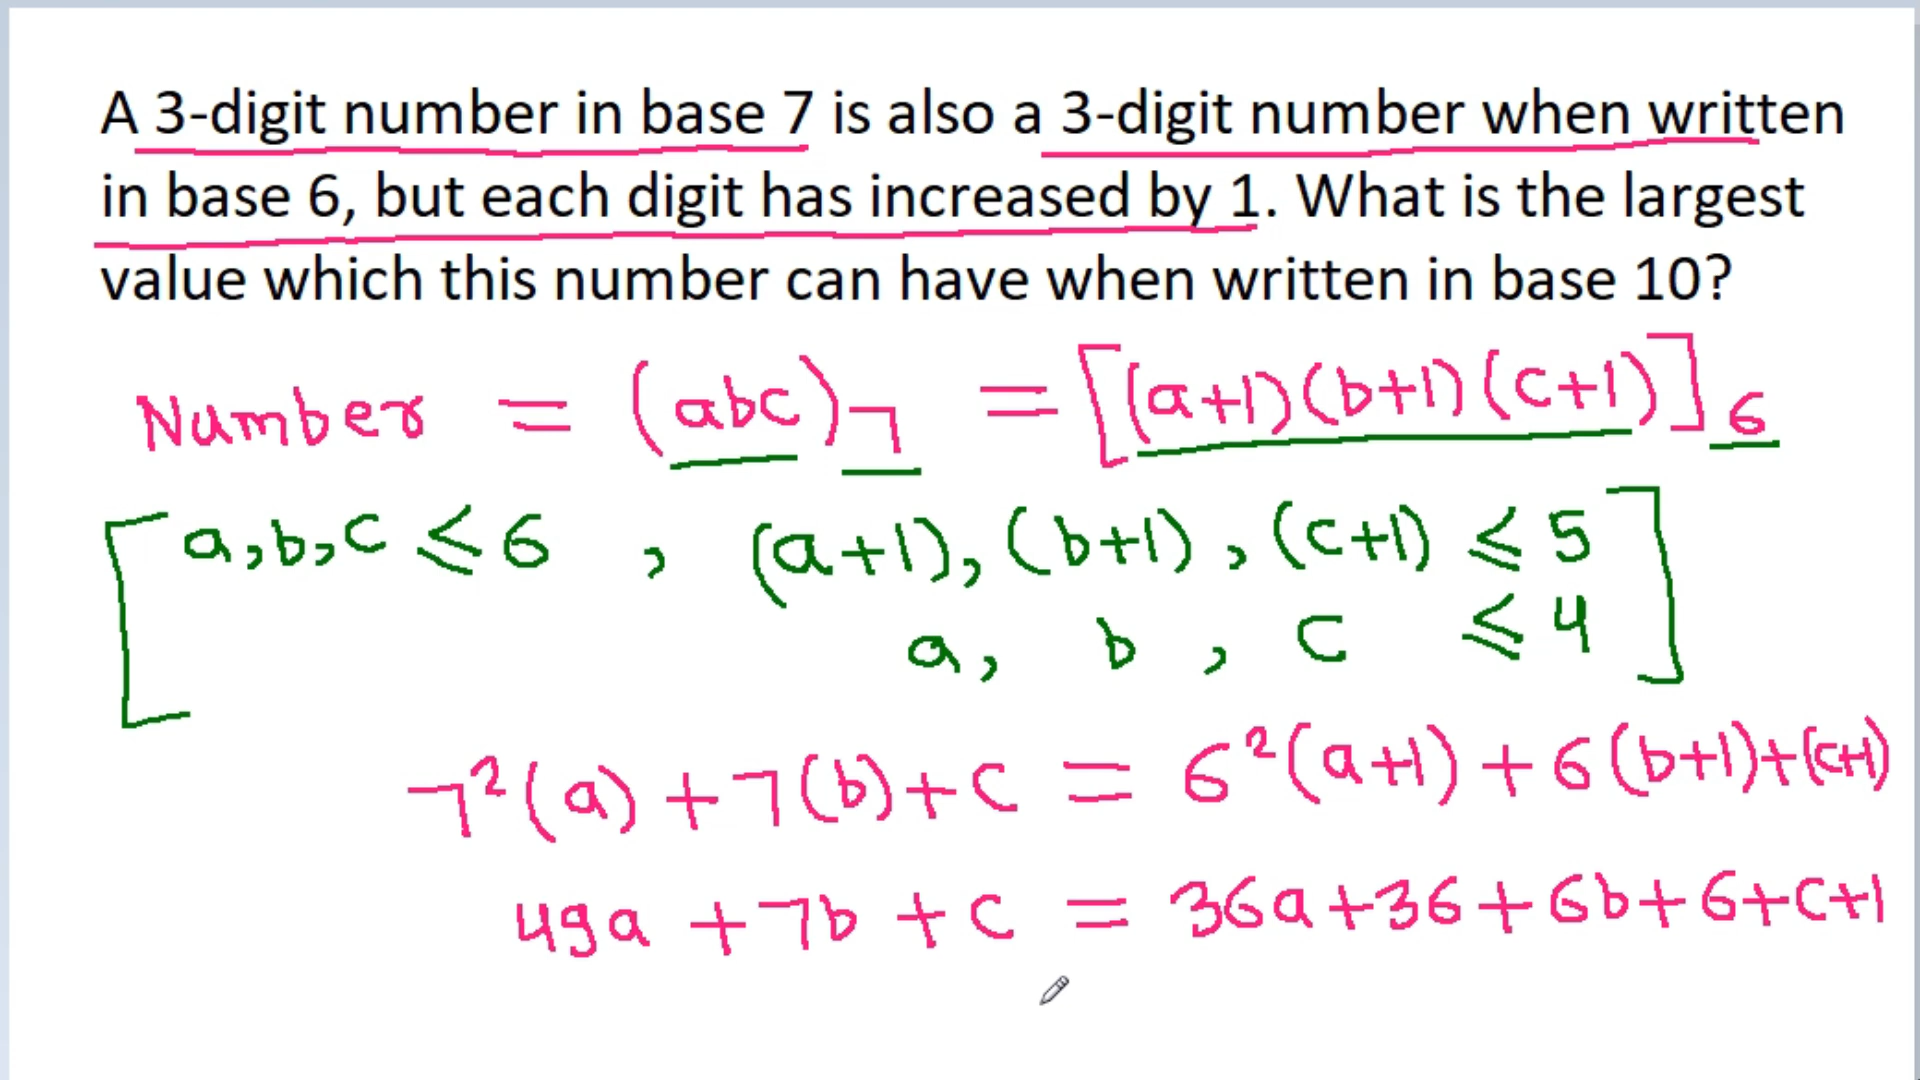 A 3-digit number in base 7 is also a 3-digit number when written
in base 6, but each digit has increased by 1. What is the largest
value which this number can have when written in base 10?
Number = (abc)₇ = [(a+1)(b+1)(c+1)]₆
[a,b,c ≤ 6 , (a+1), (b+1), (c+1) ≤ 5
a, b, c ≤ 4]
7²(a) + 7(b) + c = 6²(a+1) + 6(b+1)+(c+1)
49a + 7b + c = 36a+36+6b+6+c+1